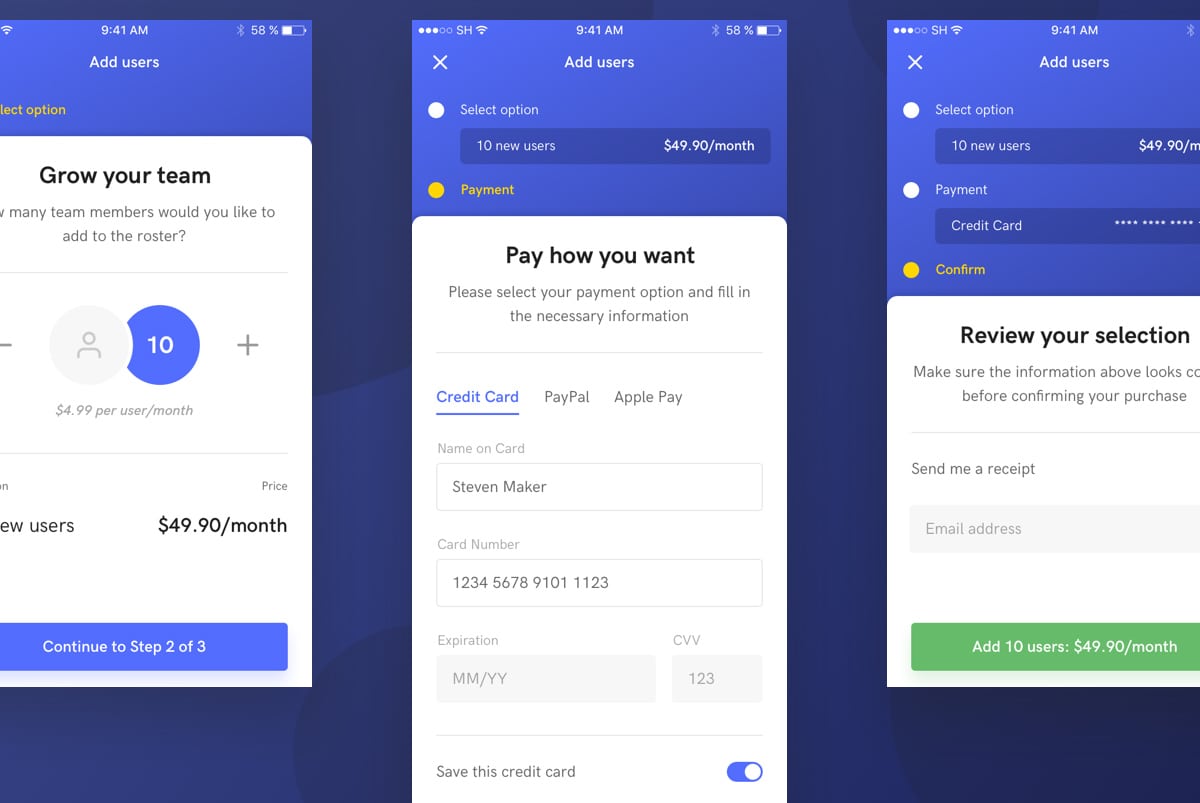 9:41 AM 58 %
Add users
lect option
Grow your team
many team members would you like to
add to the roster?
10
$4.99 per user/month
Price
ew users $49.90/month
Continue to Step 2 of 3
SH 9:41 AM 58 %
Add users
Select option
10 new users $49.90/month
Payment
Pay how you want
Please select your payment option and fill in
the necessary information
Credit Card PayPal Apple Pay
Name on Card
Steven Maker
Card Number
1234 5678 9101 1123
Expiration CVV
MM/YY 123
Save this credit card
SH 9:41 AM
Add users
Select option
10 new users $49.90/m
Payment
Credit Card **** **** ****
Confirm
Review your selection
Make sure the information above looks co
before confirming your purchase
Send me a receipt
Email address
Add 10 users: $49.90/month